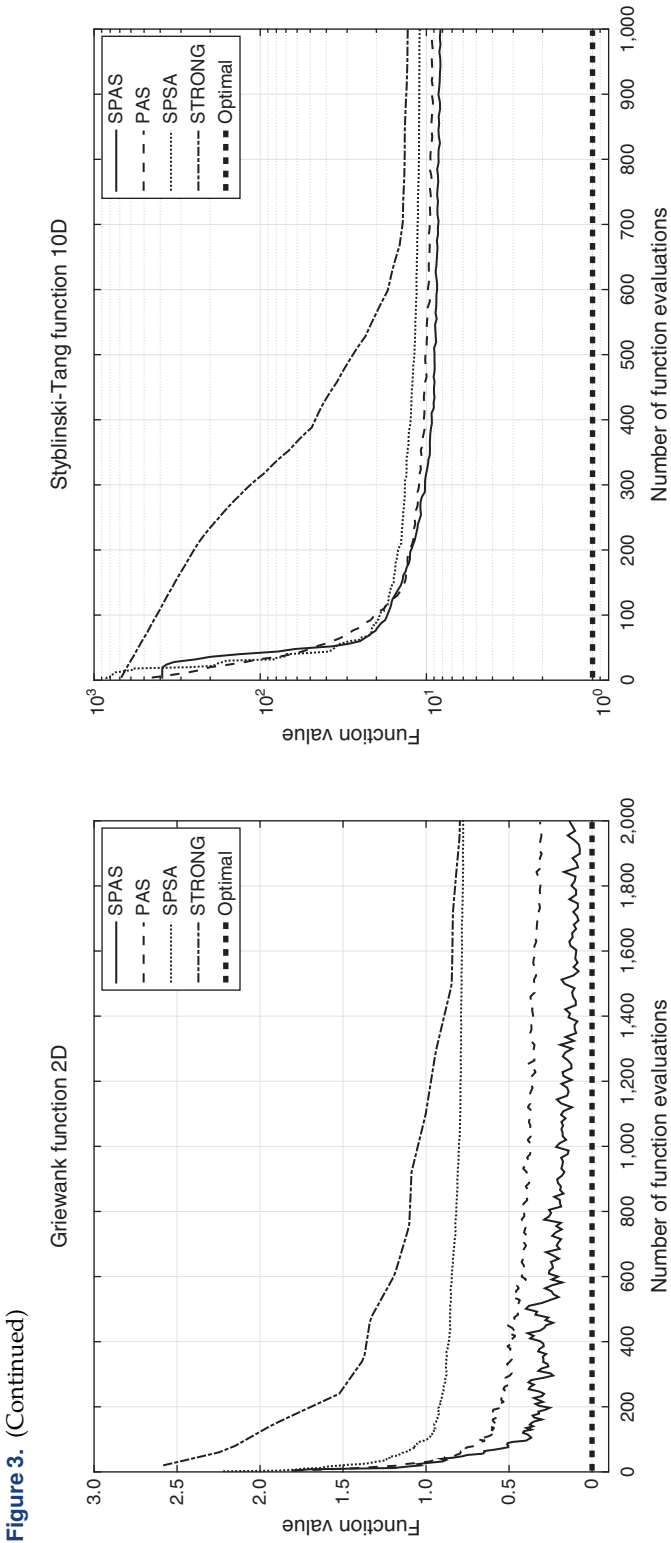 Figure 3. (Continued)
Griewank function 2D
3.0
2.5
2.0
1.5
1.0
0.5
0
Function value
0 200 400 600 800 1,000 1,200 1,400 1,600 1,800 2,000
Number of function evaluations
SPAS
PAS
SPSA
STRONG
Optimal
Styblinski-Tang function 10D
10³
10²
10¹
10⁰
Function value
0 100 200 300 400 500 600 700 800 900 1,000
Number of function evaluations
SPAS
PAS
SPSA
STRONG
Optimal